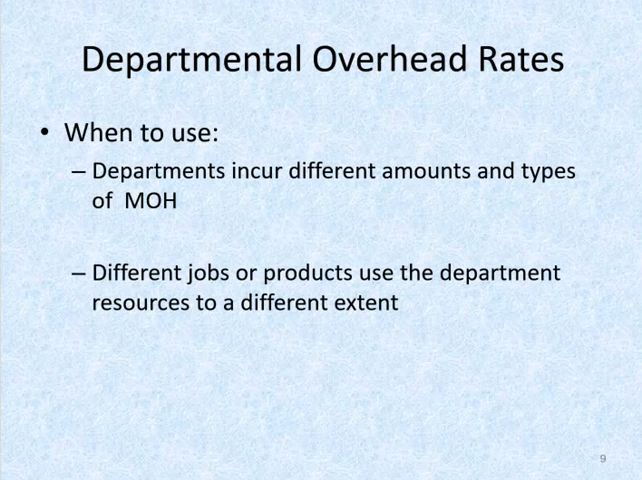 Departmental Overhead Rates
• When to use:
– Departments incur different amounts and types
of  MOH
– Different jobs or products use the department
resources to a different extent
9